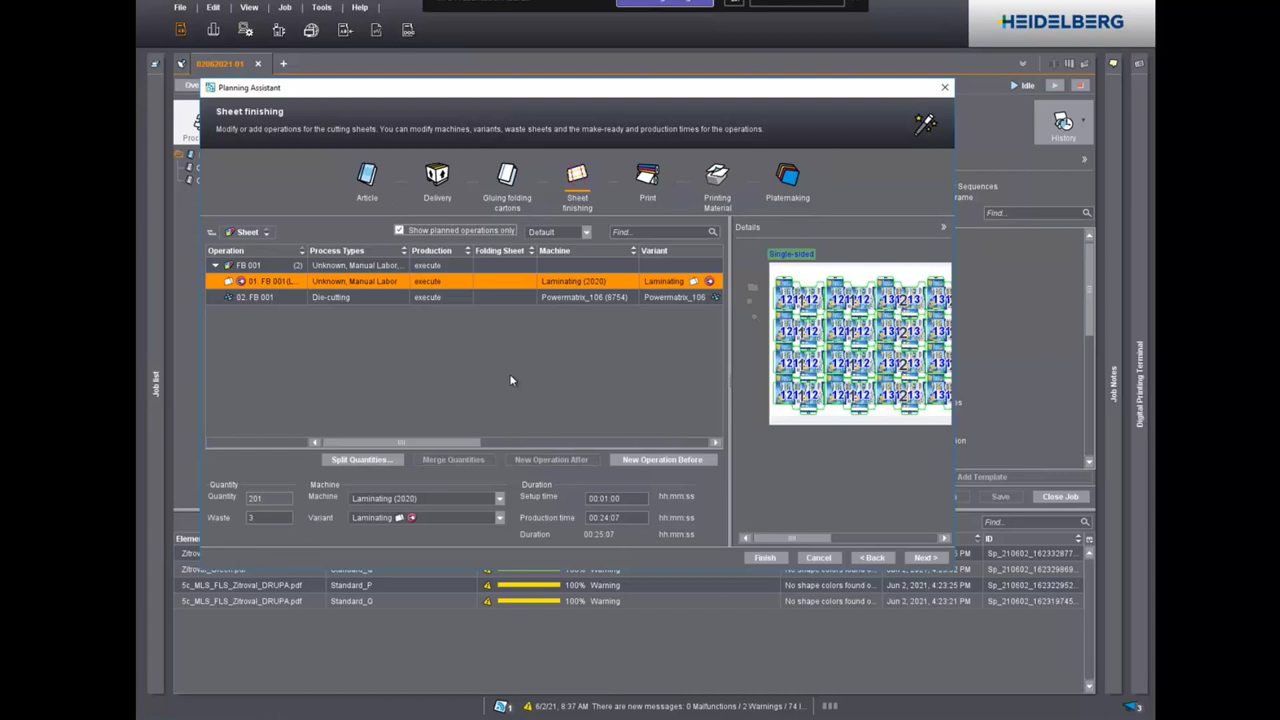 File Edit View Job Tools Help
HEIDELBERG
02062021-01
Idle
Planning Assistant
Sheet finishing
Modify or add operations for the cutting sheets. You can modify machines, variants, waste sheets and the make-ready and production times for the operations.
History
Article Delivery Gluing folding cartons Sheet finishing Print Printing Material Platemaking
Sheet Show planned operations only Default Find...
Details
Find...
Operation Process Types Production Folding Sheet Machine Variant
FB 001 (2) Unknown, Manual Labor,... execute
01. FB 001(L... Unknown, Manual Labor execute Laminating (2020) Laminating
02. FB 001 Die-cutting execute Powermatrix_106 (8754) Powermatrix_106
Single-sided
Job list
Job Notes
Digital Printing Terminal
Split Quantities... Merge Quantities New Operation After New Operation Before
Quantity Machine Duration
Quantity 201 Machine Laminating (2020) Setup time 00:01:00 hh:mm:ss
Waste 3 Variant Laminating Production time 00:24:07 hh:mm:ss
Duration 00:25:07 hh:mm:ss
Add Template
Save Close Job
Find...
ID
Finish Cancel < Back Next >
5c_MLS_FLS_Zitroval_DRUPA.pdf Standard_P 100% Warning No shape colors found o... Jun 2, 2021, 4:23:25 PM Sp_210602_162322952
5c_MLS_FLS_Zitroval_DRUPA.pdf Standard_Q 100% Warning No shape colors found o... Jun 2, 2021, 4:23:21 PM Sp_210602_162319745...
6/2/21, 8:37 AM There are new messages: 0 Malfunctions / 2 Warnings / 74 I...
1
3